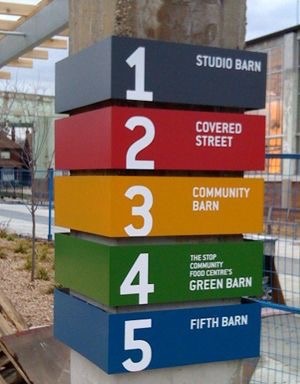 1 STUDIO BARN
2 COVERED
STREET
3 COMMUNITY
BARN
4 THE STOP
COMMUNITY
FOOD CENTRE'S
GREEN BARN
5 FIFTH BARN